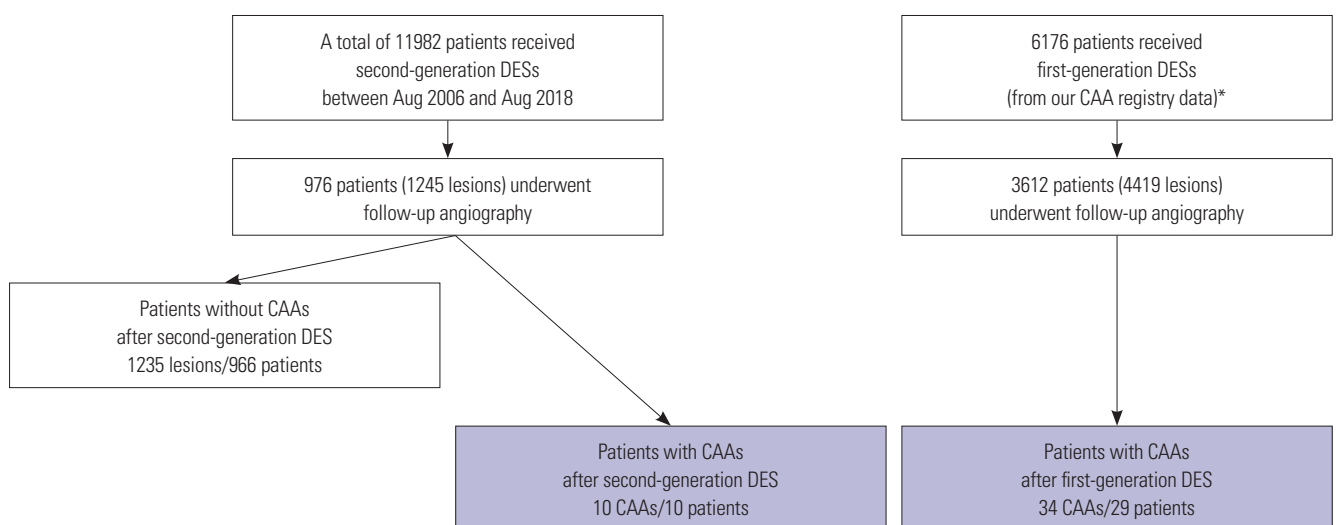 A total of 11982 patients received
second-generation DESs
between Aug 2006 and Aug 2018
6176 patients received
first-generation DESs
(from our CAA registry data)*
976 patients (1245 lesions) underwent
follow-up angiography
3612 patients (4419 lesions)
underwent follow-up angiography
Patients without CAAs
after second-generation DES
1235 lesions/966 patients
Patients with CAAs
after second-generation DES
10 CAAs/10 patients
Patients with CAAs
after first-generation DES
34 CAAs/29 patients